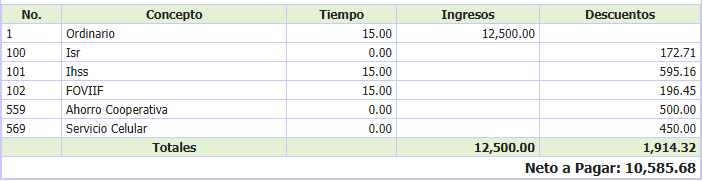 No. Concepto Tiempo Ingresos Descuentos
1 Ordinario 15.00 12,500.00
100 Isr 0.00 172.71
101 Ihss 15.00 595.16
102 FOVIIF 15.00 196.45
559 Ahorro Cooperativa 0.00 500.00
569 Servicio Celular 0.00 450.00
Totales 12,500.00 1,914.32
Neto a Pagar: 10,585.68